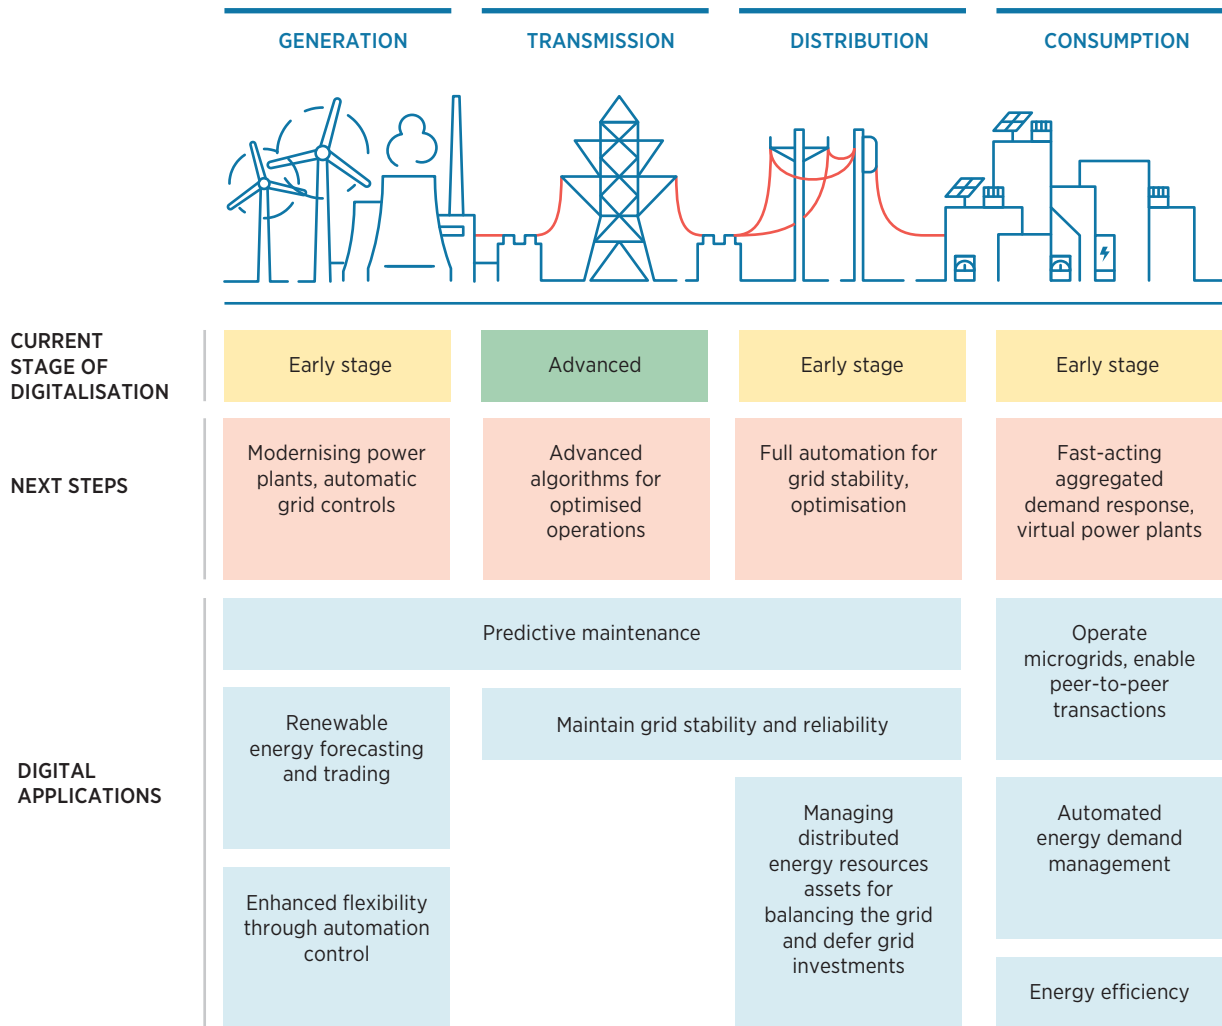 GENERATION
TRANSMISSION
DISTRIBUTION
CONSUMPTION
CURRENT
STAGE OF
DIGITALISATION
Early stage
Advanced
Early stage
Early stage
NEXT STEPS
Modernising power
plants, automatic
grid controls
Advanced
algorithms for
optimised
operations
Full automation for
grid stability,
optimisation
Fast-acting
aggregated
demand response,
virtual power plants
DIGITAL
APPLICATIONS
Predictive maintenance
Operate
microgrids, enable
peer-to-peer
transactions
Renewable
energy forecasting
and trading
Maintain grid stability and reliability
Managing
distributed
energy resources
assets for
balancing the grid
and defer grid
investments
Automated
energy demand
management
Enhanced flexibility
through automation
control
Energy efficiency